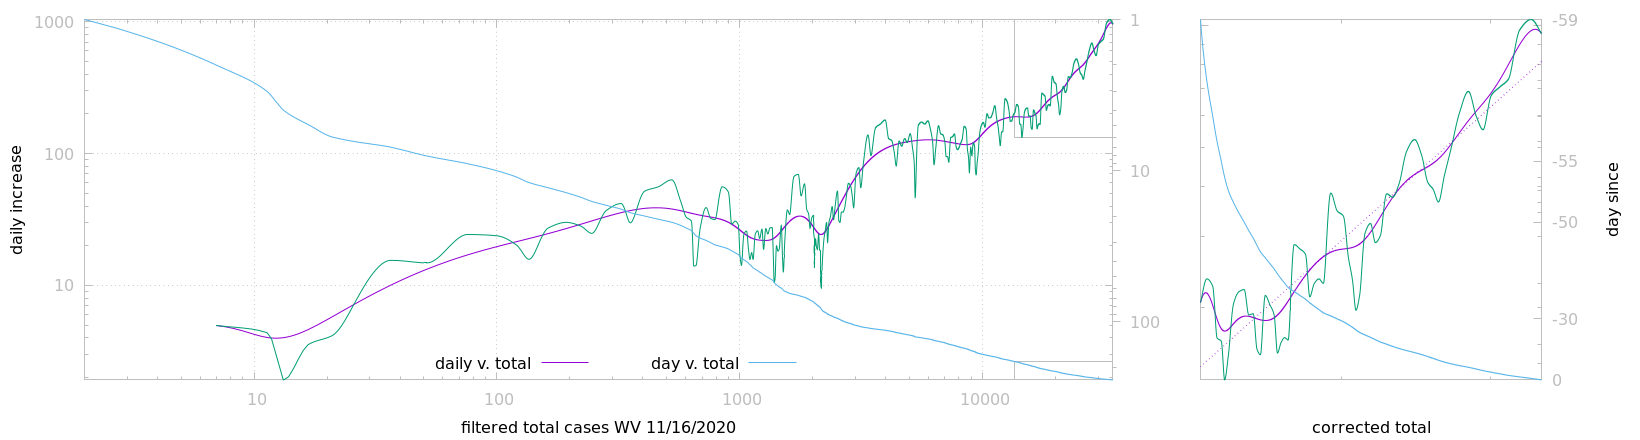 1000
100
10
daily increase
1
10
100
daily v. total
day v. total
10
100
1000
10000
filtered total cases WV 11/16/2020
-59
-55
-50
-30
0
day since
corrected total